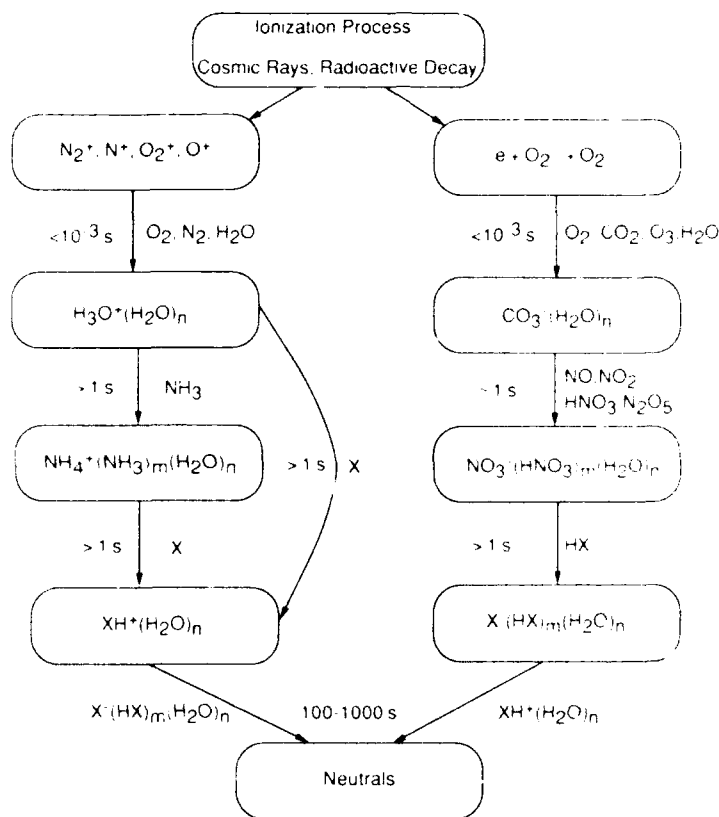 Ionization Process
Cosmic Rays, Radioactive Decay
N₂⁺, N⁺, O₂⁺, O⁺
e + O₂ + O₂
<10⁻³ s
O₂, N₂, H₂O
<10⁻³ s
O₂ CO₂, O₃, H₂O
H₃O⁺(H₂O)n
CO₃⁻(H₂O)n
>1 s
NH₃
1 s
NO, NO₂
HNO₃ N₂O₅
NH₄⁺(NH₃)m(H₂O)n
>1 s
X
NO₃⁻(HNO₃)m(H₂O)n
>1 s
X
>1 s
HX
XH⁺(H₂O)n
X⁻(HX)m(H₂O)n
X⁻(HX)m(H₂O)n
100-1000 s
XH⁺(H₂O)n
Neutrals